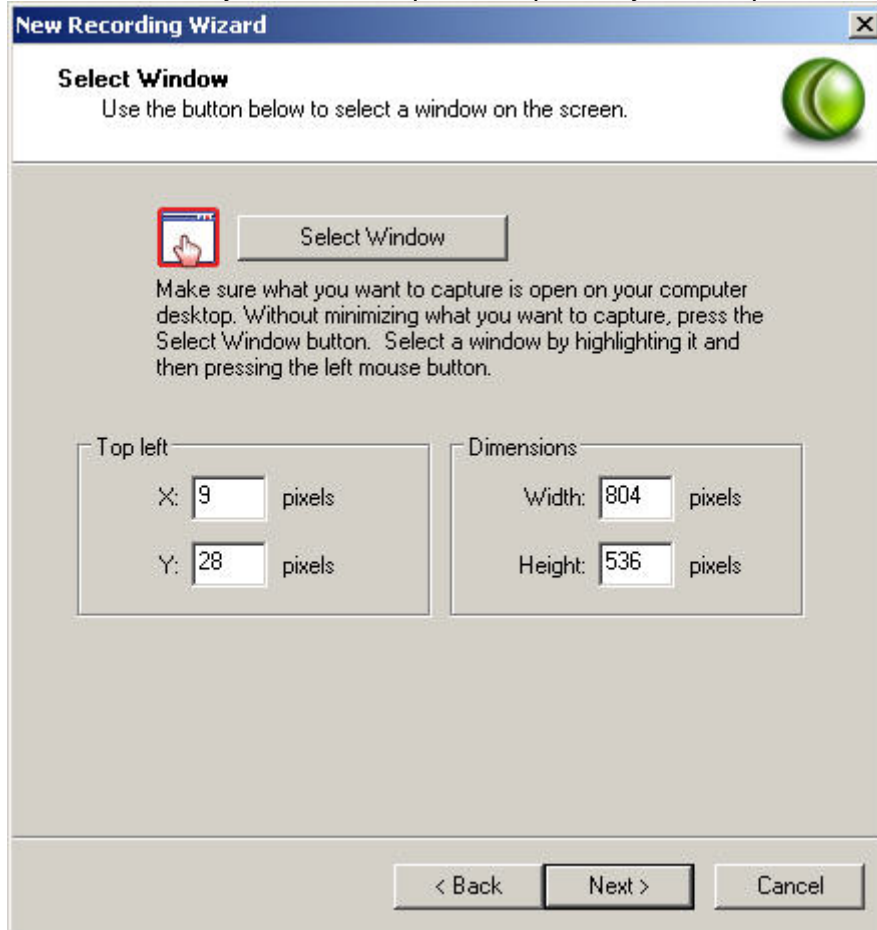 New Recording Wizard
Select Window
Use the button below to select a window on the screen.
Select Window
Make sure what you want to capture is open on your computer
desktop. Without minimizing what you want to capture, press the
Select Window button.  Select a window by highlighting it and
then pressing the left mouse button.
Top left
X: 9 pixels
Y: 28 pixels
Dimensions
Width: 804 pixels
Height: 536 pixels
< Back
Next >
Cancel